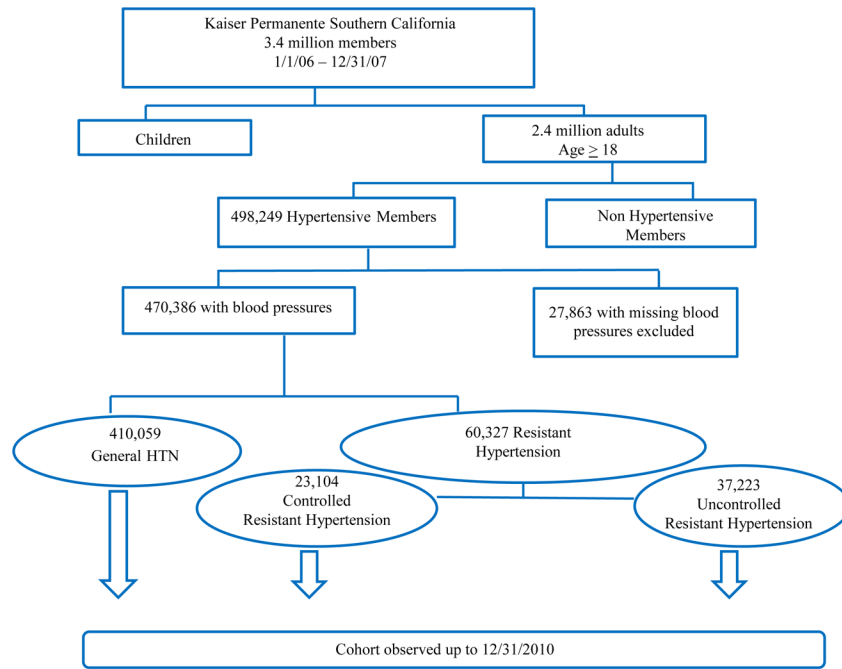 Kaiser Permanente Southern California
3.4 million members
1/1/06 – 12/31/07
Children
2.4 million adults
Age ≥ 18
498,249 Hypertensive Members
Non Hypertensive
Members
470,386 with blood pressures
27,863 with missing blood
pressures excluded
410,059
General HTN
60,327 Resistant
Hypertension
23,104
Controlled
Resistant Hypertension
37,223
Uncontrolled
Resistant Hypertension
Cohort observed up to 12/31/2010